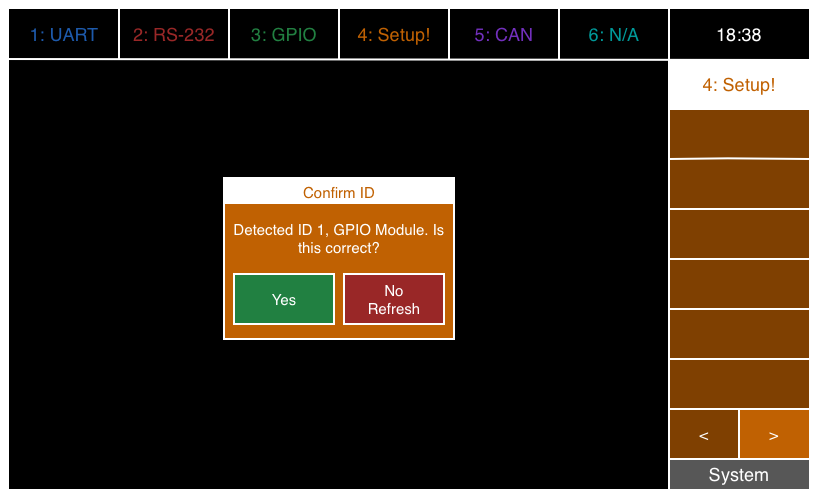 1: UART
2: RS-232
3: GPIO
4: Setup!
5: CAN
6: N/A
18:38
4: Setup!
Confirm ID
Detected ID 1, GPIO Module. Is
this correct?
Yes
No
Refresh
<
>
System